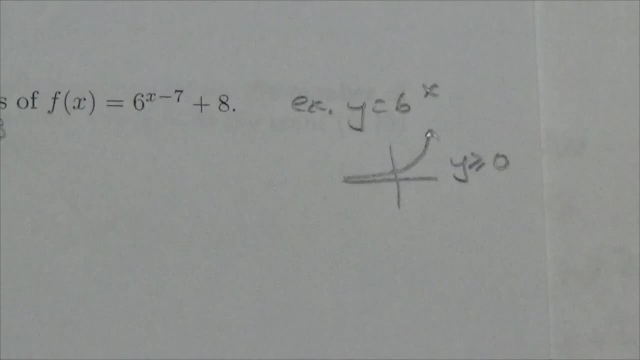 s of f(x) = 6^{x−7} + 8. ex. y = 6^x
y ≥ 0